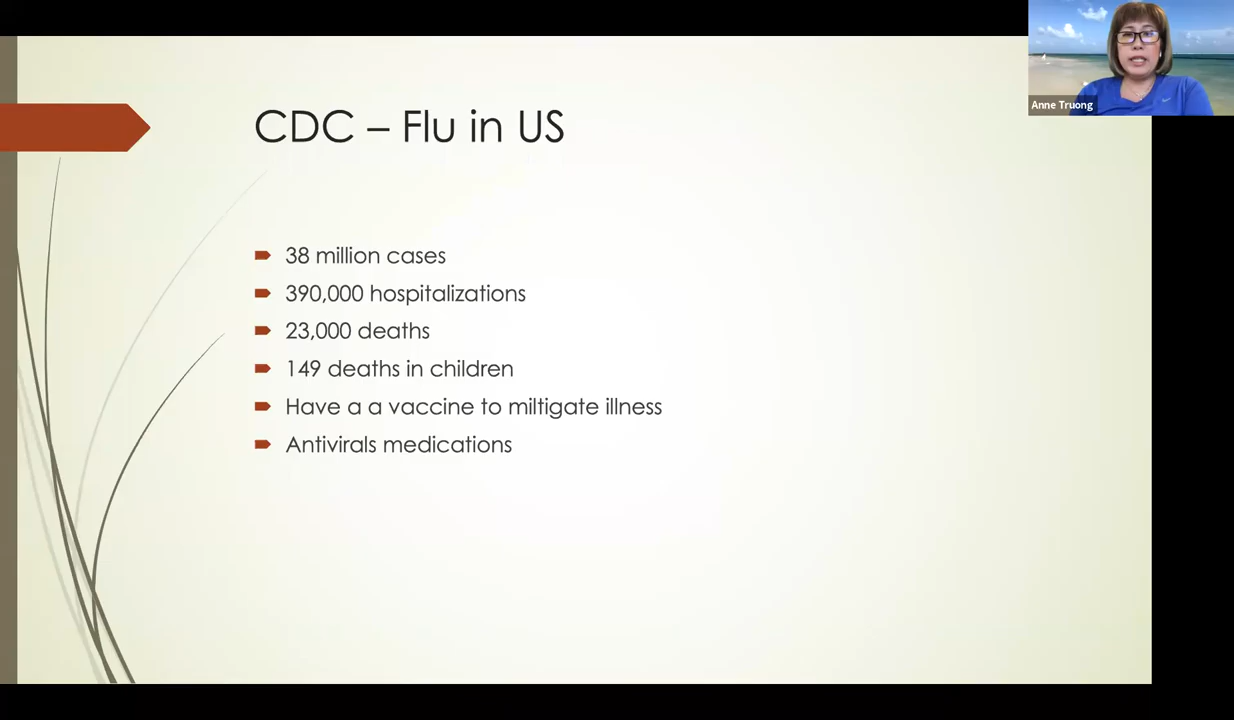 CDC – Flu in US
38 million cases
390,000 hospitalizations
23,000 deaths
149 deaths in children
Have a a vaccine to miltigate illness
Antivirals medications
Anne Truong